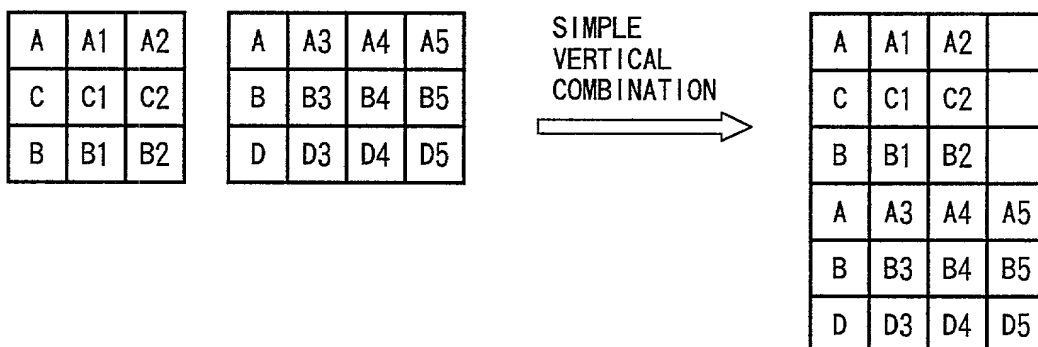 A A1 A2
C C1 C2
B B1 B2
A A3 A4 A5
B B3 B4 B5
D D3 D4 D5
SIMPLE
VERTICAL
COMBINATION
A A1 A2
C C1 C2
B B1 B2
A A3 A4 A5
B B3 B4 B5
D D3 D4 D5